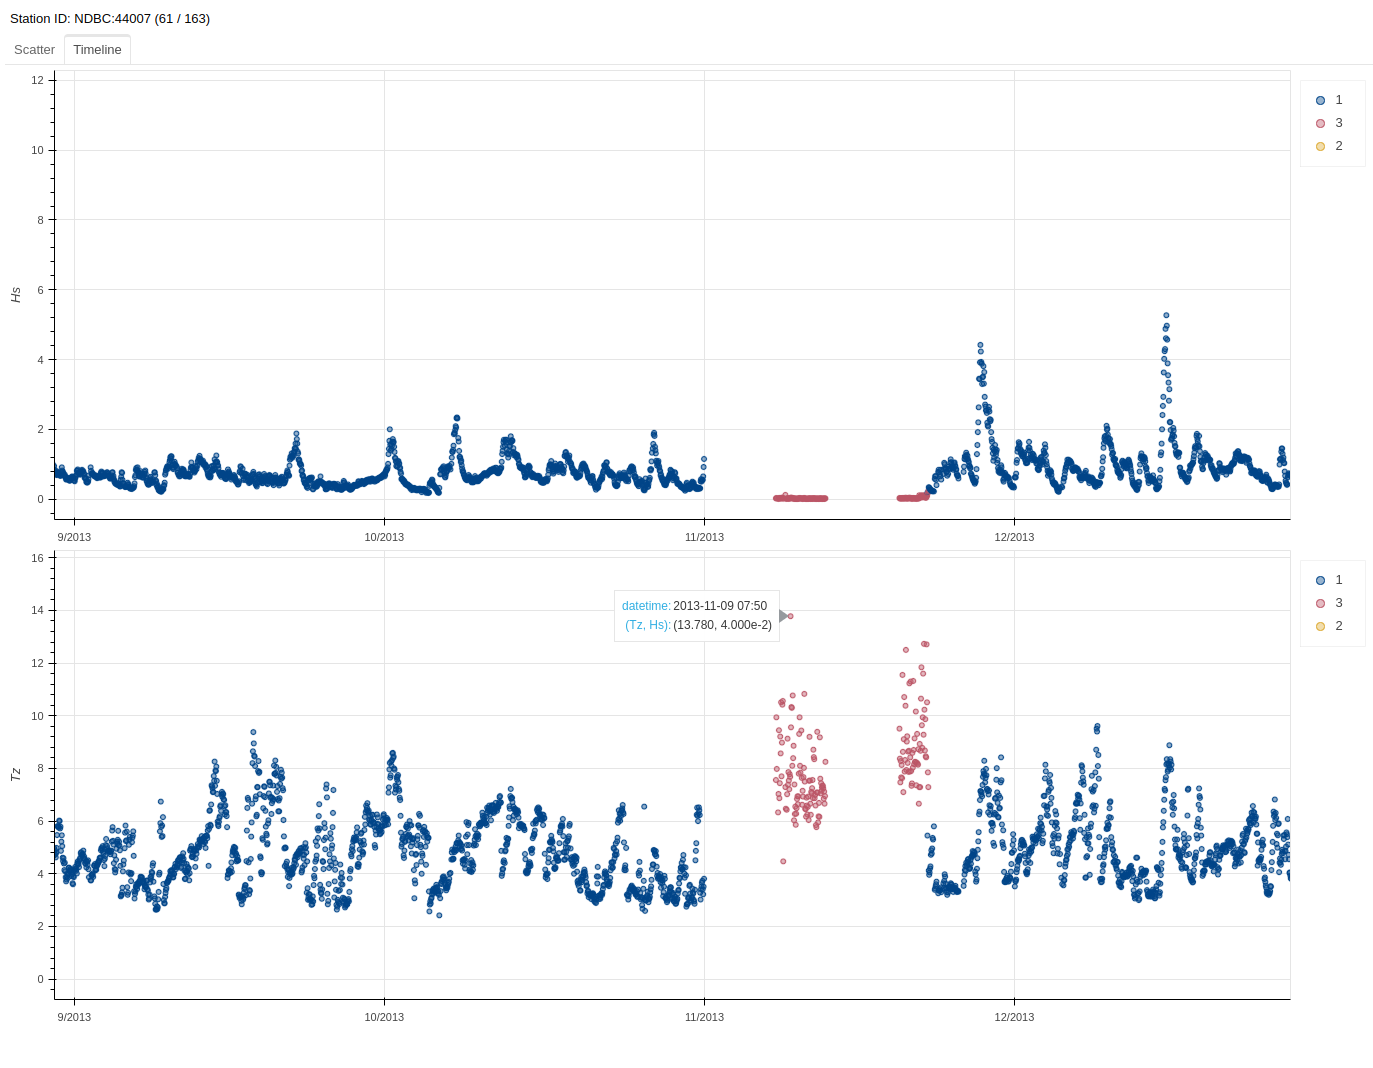 Station ID: NDBC:44007 (61 / 163)
Scatter Timeline
12
10
8
6
4
2
0
Hs
9/2013 10/2013 11/2013 12/2013
1
3
2
16
14
12
10
8
6
4
2
0
Tz
datetime: 2013-11-09 07:50
(Tz, Hs): (13.780, 4.000e-2)
9/2013 10/2013 11/2013 12/2013
1
3
2